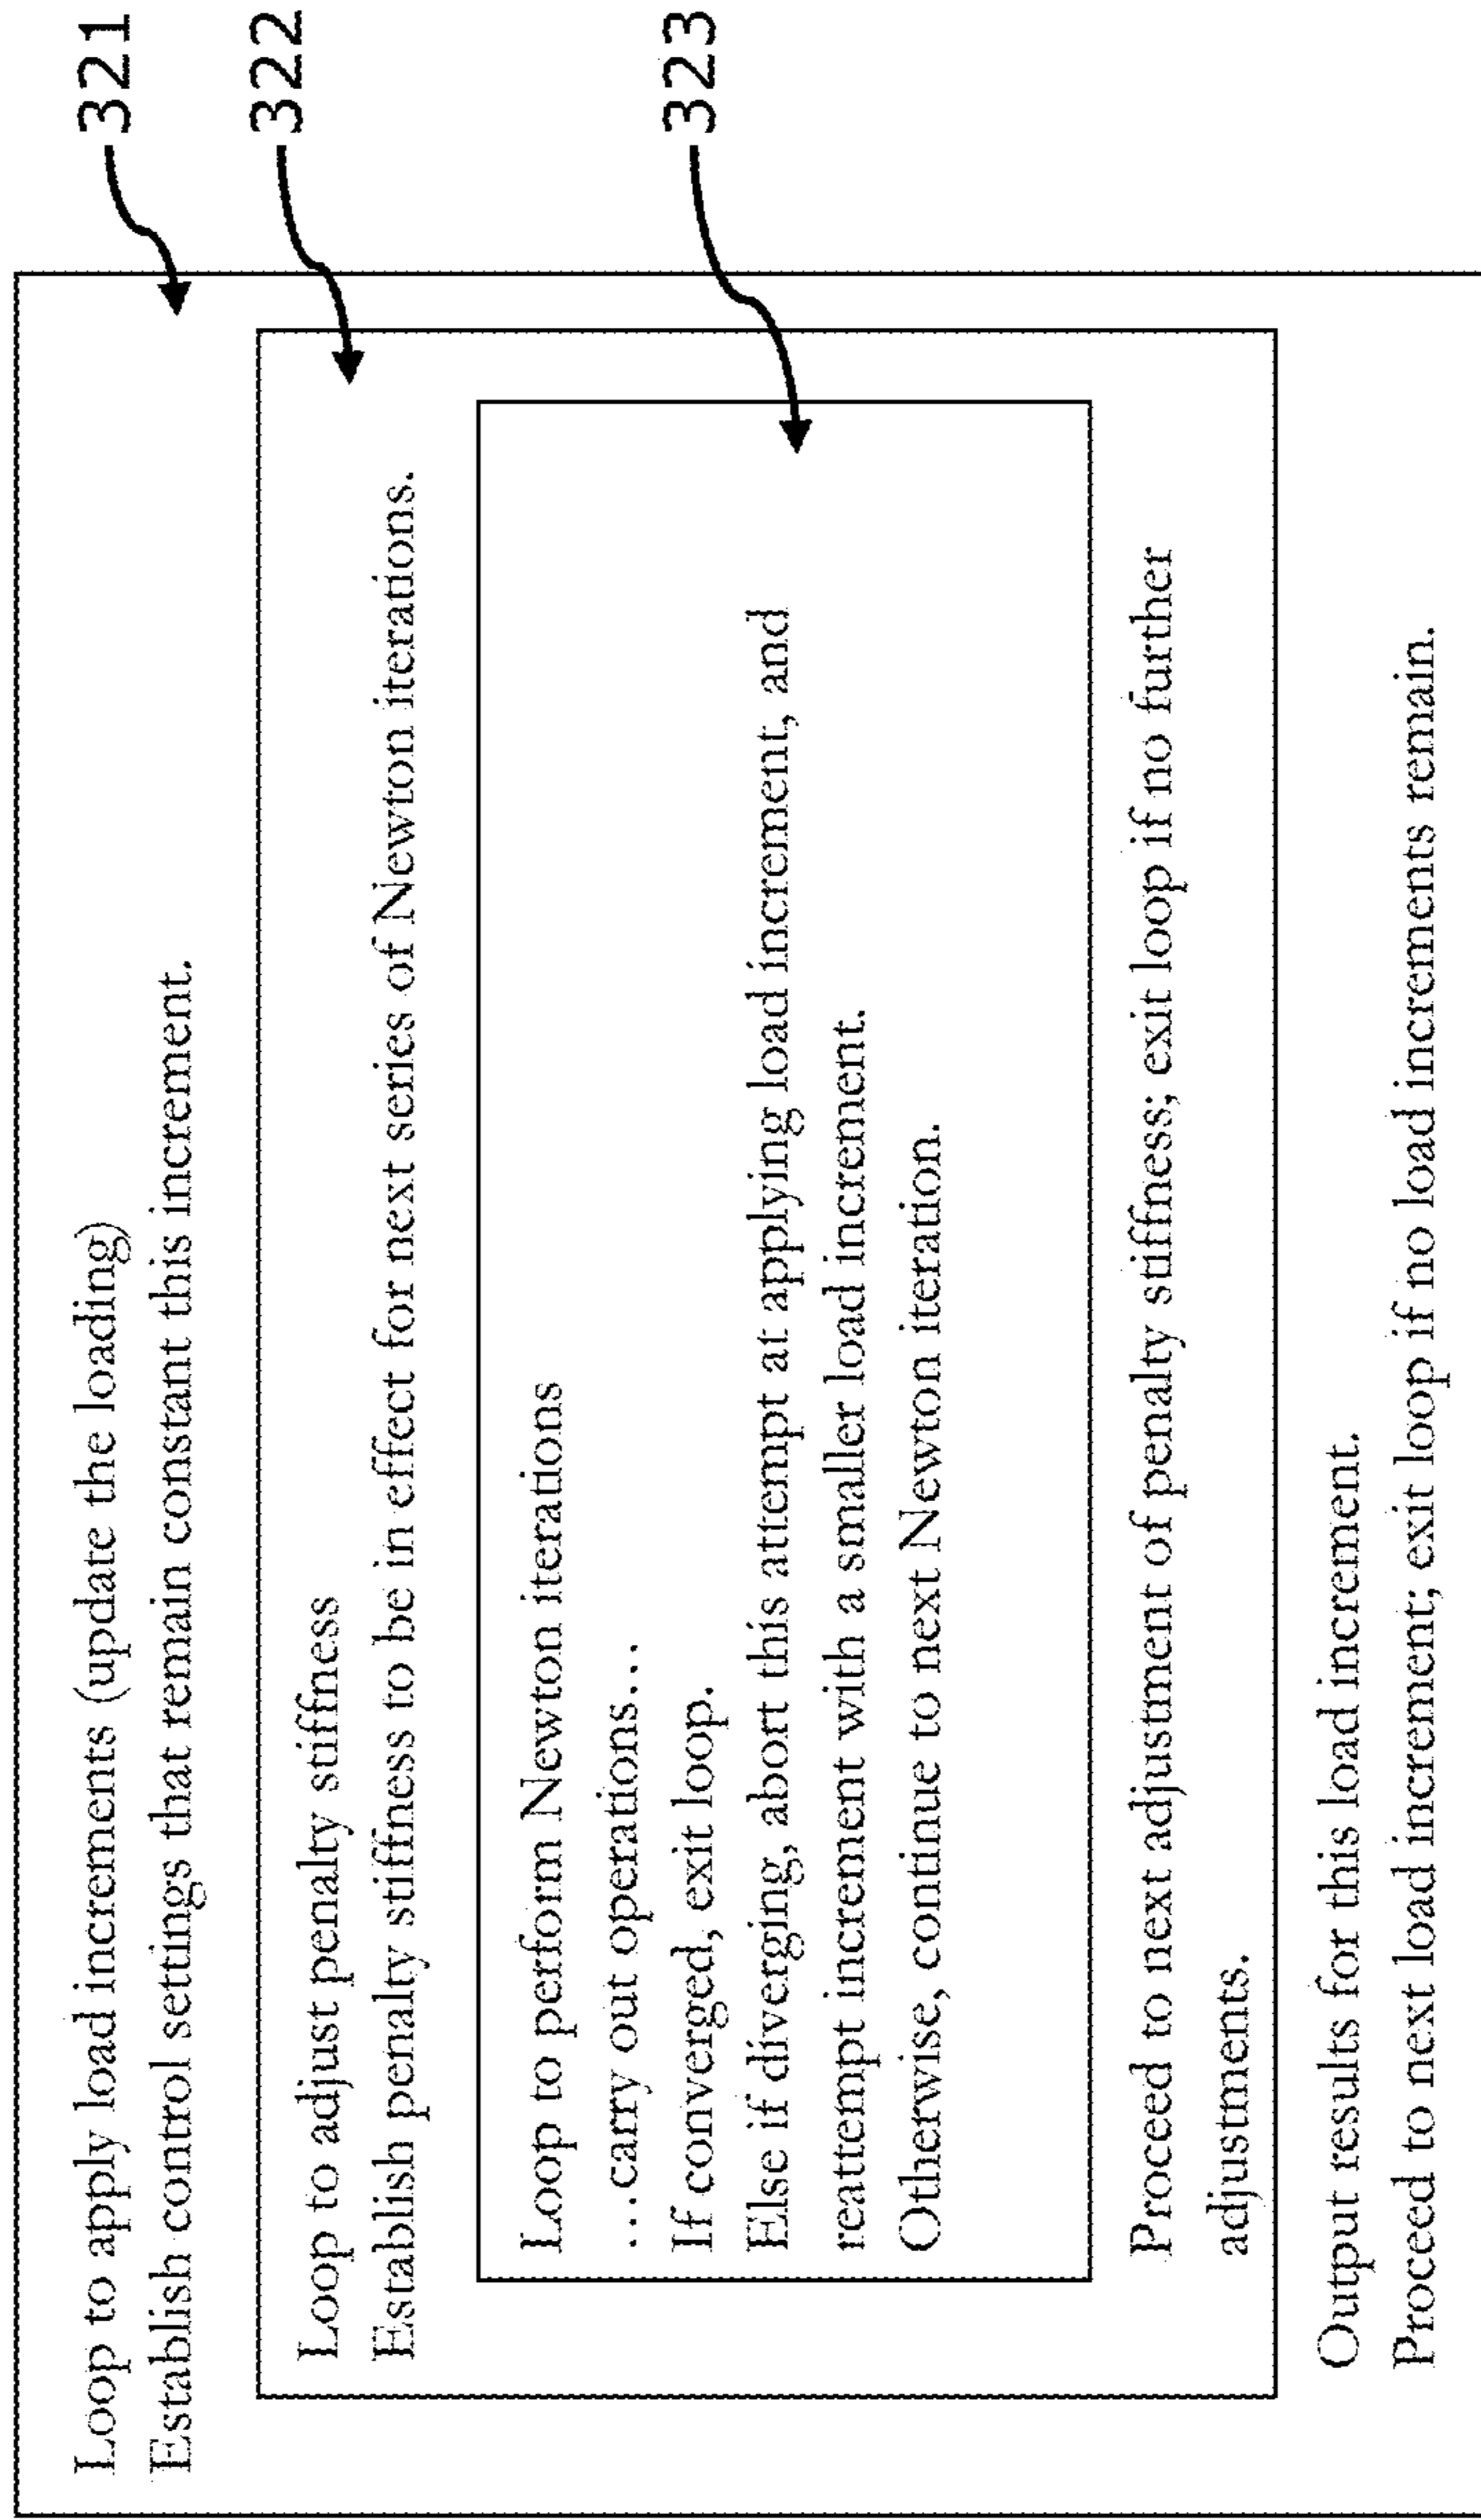 Loop to apply load increments (update the loading)
Establish control settings that remain constant this increment.
321
Loop to adjust penalty stiffness
Establish penalty stiffness to be in effect for next series of Newton iterations.
322
Loop to perform Newton iterations
…carry out operations…
If converged, exit loop.
Else if diverging, abort this attempt at applying load increment, and
reattempt increment with a smaller load increment.
Otherwise, continue to next Newton iteration.
323
Proceed to next adjustment of penalty stiffness; exit loop if no further
adjustments.
Output results for this load increment.
Proceed to next load increment; exit loop if no load increments remain.